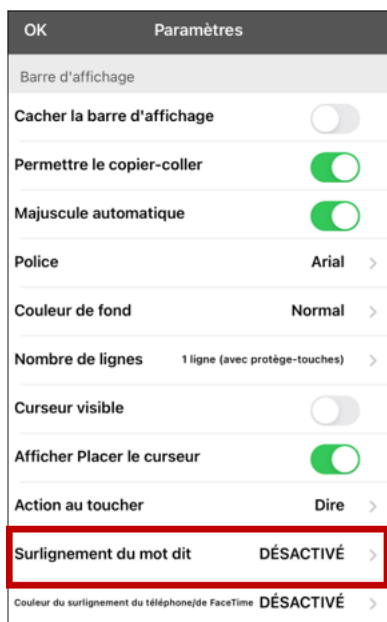 OK Paramètres
Barre d'affichage
Cacher la barre d'affichage
Permettre le copier-coller
Majuscule automatique
Police Arial
Couleur de fond Normal
Nombre de lignes 1 ligne (avec protège-touches)
Curseur visible
Afficher Placer le curseur
Action au toucher Dire
Surlignement du mot dit DÉSACTIVÉ
Couleur du surlignement du téléphone/de FaceTime DÉSACTIVÉ